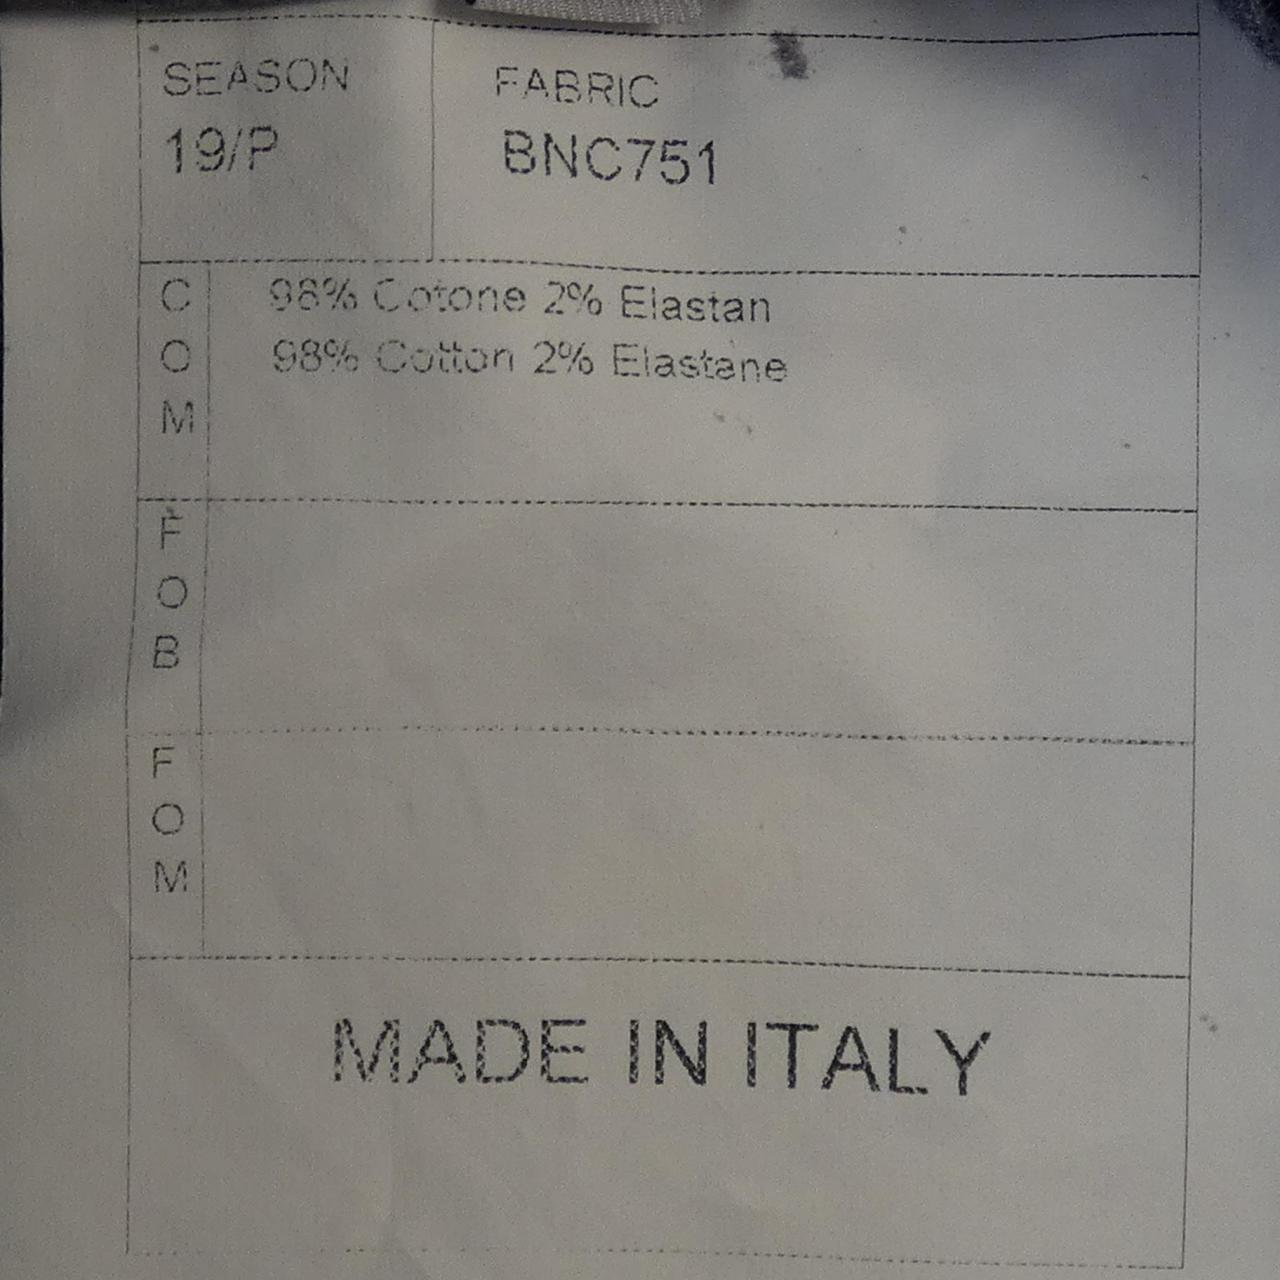 SEASON
FABRIC
19/P
BNC751
C
O
M
98% Cotone 2% Elastan
98% Cotton 2% Elastane
F
O
B
F
O
M
MADE IN ITALY